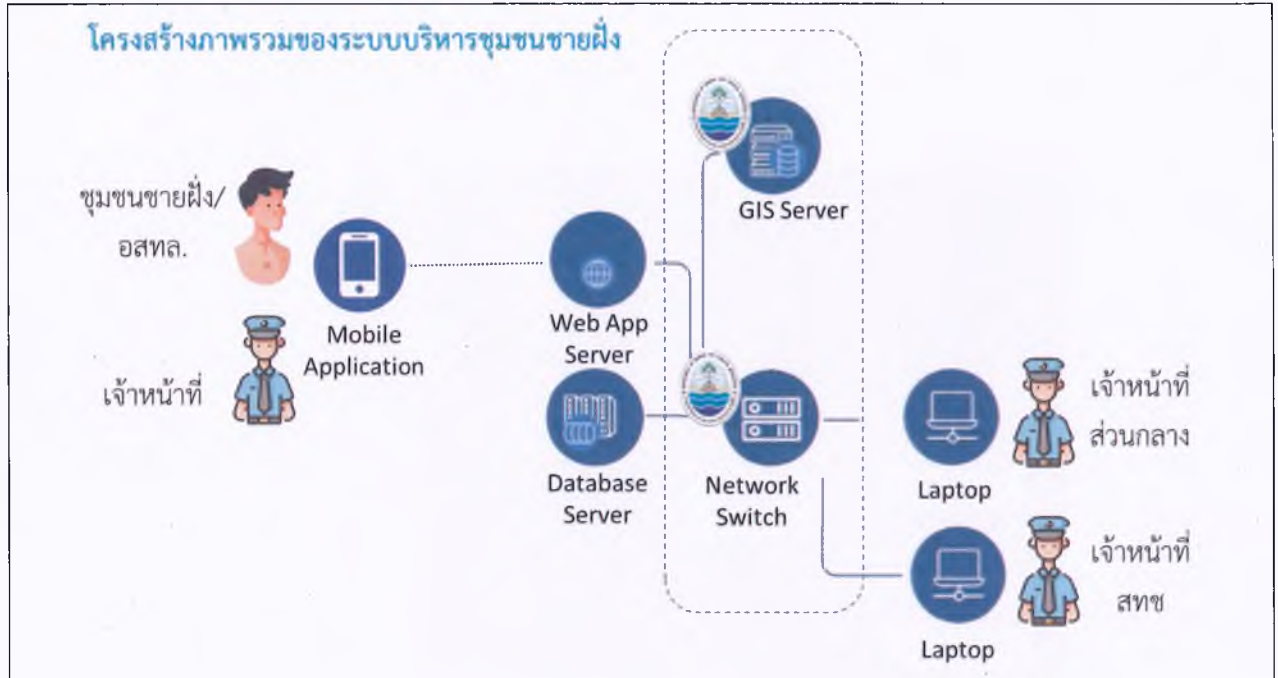 โครงสร้างภาพรวมของระบบบริหารชุมชนชายฝั่ง
GIS Server
ชุมชนชายฝั่ง/
อสทล.
Mobile
Application
เจ้าหน้าที่
Web App
Server
Database
Server
Network
Switch
Laptop
เจ้าหน้าที่
ส่วนกลาง
Laptop
เจ้าหน้าที่
สทช